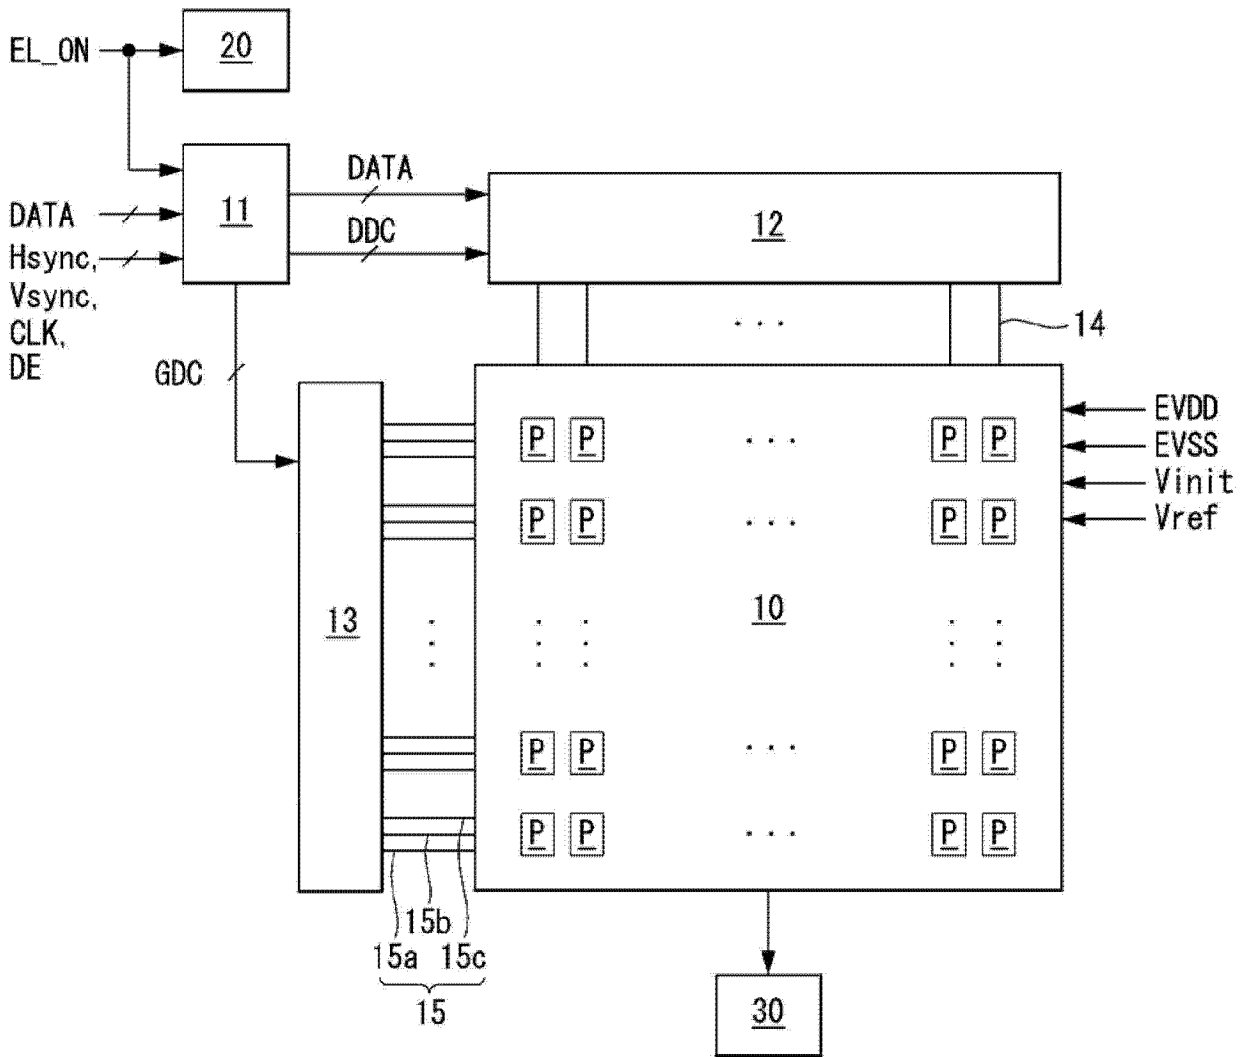 EL_ON
20
11
DATA
Hsync,
Vsync,
CLK,
DE
DATA
DDC
12
14
GDC
13
P P . . . P P
P P . . . P P
10
P P . . . P P
P P . . . P P
EVDD
EVSS
Vinit
Vref
15a
15b
15c
15
30